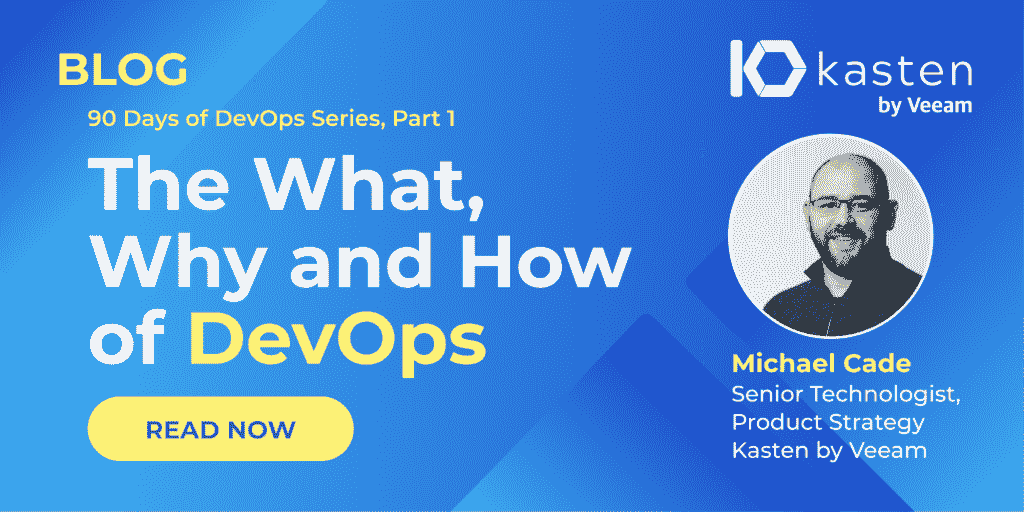 BLOG
90 Days of DevOps Series, Part 1
The What,
Why and How
of DevOps
READ NOW
kasten
by Veeam
Michael Cade
Senior Technologist,
Product Strategy
Kasten by Veeam